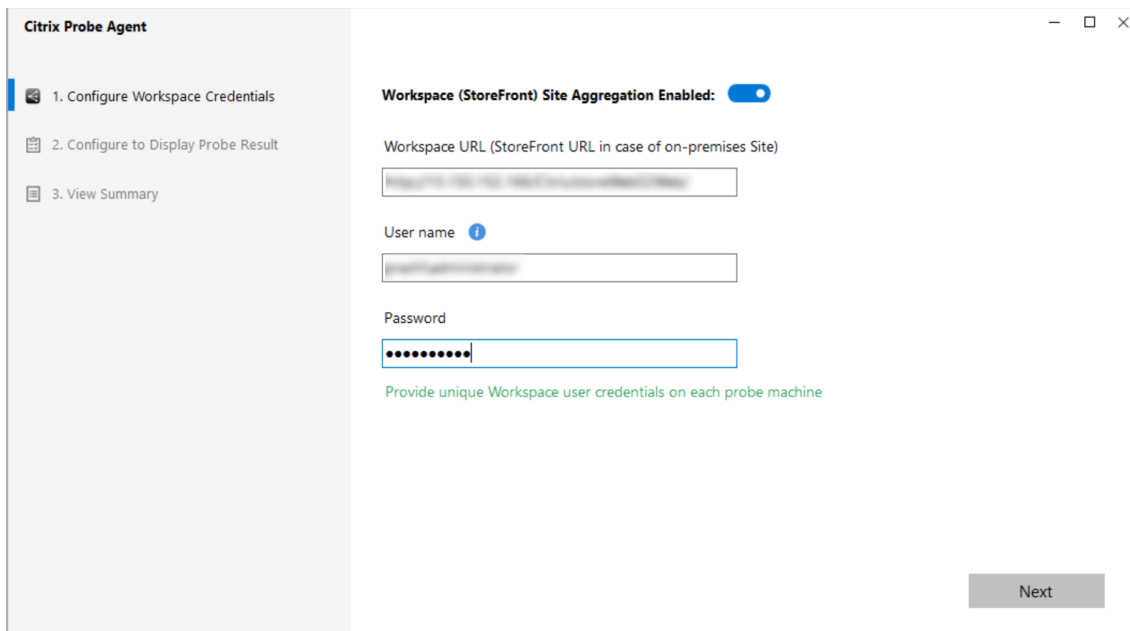 Citrix Probe Agent
1. Configure Workspace Credentials
2. Configure to Display Probe Result
3. View Summary
Workspace (StoreFront) Site Aggregation Enabled:
Workspace URL (StoreFront URL in case of on-premises Site)
User name
Password
••••••••••
Provide unique Workspace user credentials on each probe machine
Next